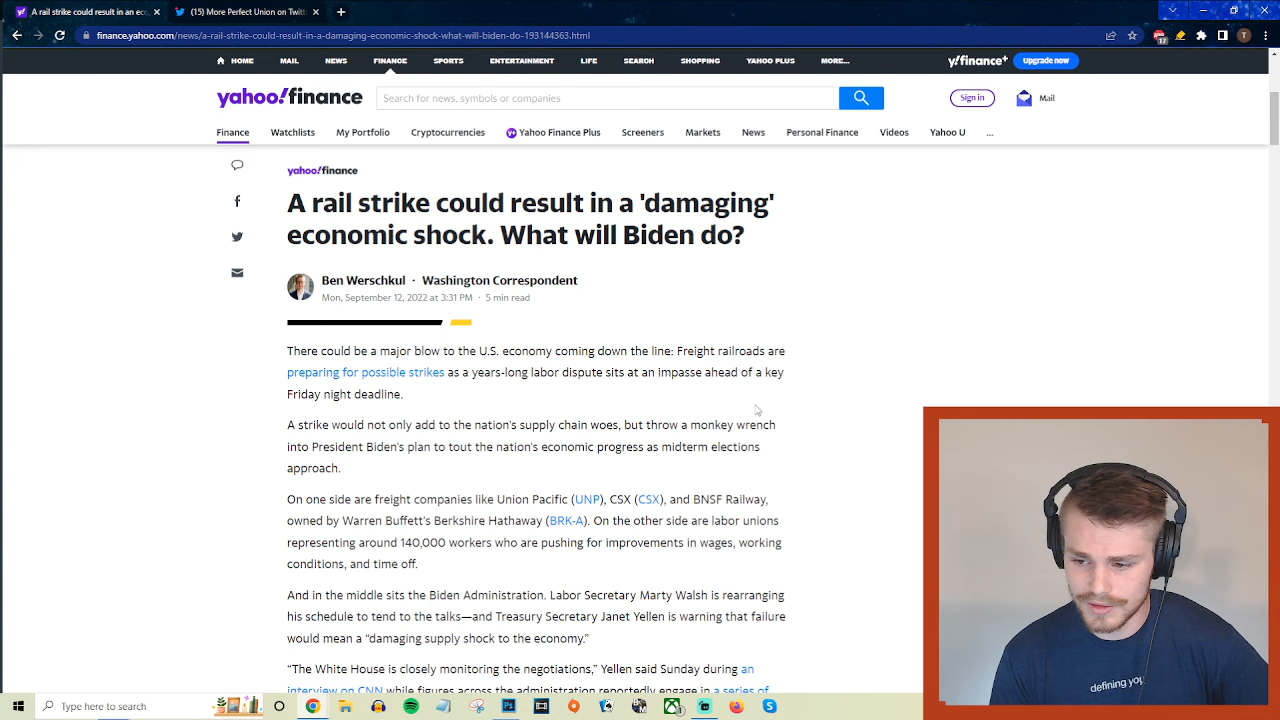 A rail strike could result in an eco
(15) More Perfect Union on Twitt
finance.yahoo.com/news/a-rail-strike-could-result-in-a-damaging-economic-shock-what-will-biden-do-193144363.html
17
T
HOME MAIL NEWS FINANCE SPORTS ENTERTAINMENT LIFE SEARCH SHOPPING YAHOO PLUS MORE... y!finance+ Upgrade now
yahoo!finance Search for news, symbols or companies Sign in Mail
Finance Watchlists My Portfolio Cryptocurrencies Yahoo Finance Plus Screeners Markets News Personal Finance Videos Yahoo U ...
yahoo!finance
A rail strike could result in a 'damaging'
economic shock. What will Biden do?
Ben Werschkul · Washington Correspondent
Mon, September 12, 2022 at 3:31 PM · 5 min read
There could be a major blow to the U.S. economy coming down the line: Freight railroads are
preparing for possible strikes as a years-long labor dispute sits at an impasse ahead of a key
Friday night deadline.
A strike would not only add to the nation's supply chain woes, but throw a monkey wrench
into President Biden's plan to tout the nation's economic progress as midterm elections
approach.
On one side are freight companies like Union Pacific (UNP), CSX (CSX), and BNSF Railway,
owned by Warren Buffett's Berkshire Hathaway (BRK-A). On the other side are labor unions
representing around 140,000 workers who are pushing for improvements in wages, working
conditions, and time off.
And in the middle sits the Biden Administration. Labor Secretary Marty Walsh is rearranging
his schedule to tend to the talks—and Treasury Secretary Janet Yellen is warning that failure
would mean a “damaging supply shock to the economy.”
“The White House is closely monitoring the negotiations,” Yellen said Sunday during an
interview on CNN while figures across the administration reportedly engage in a series of
defining you
Type here to search